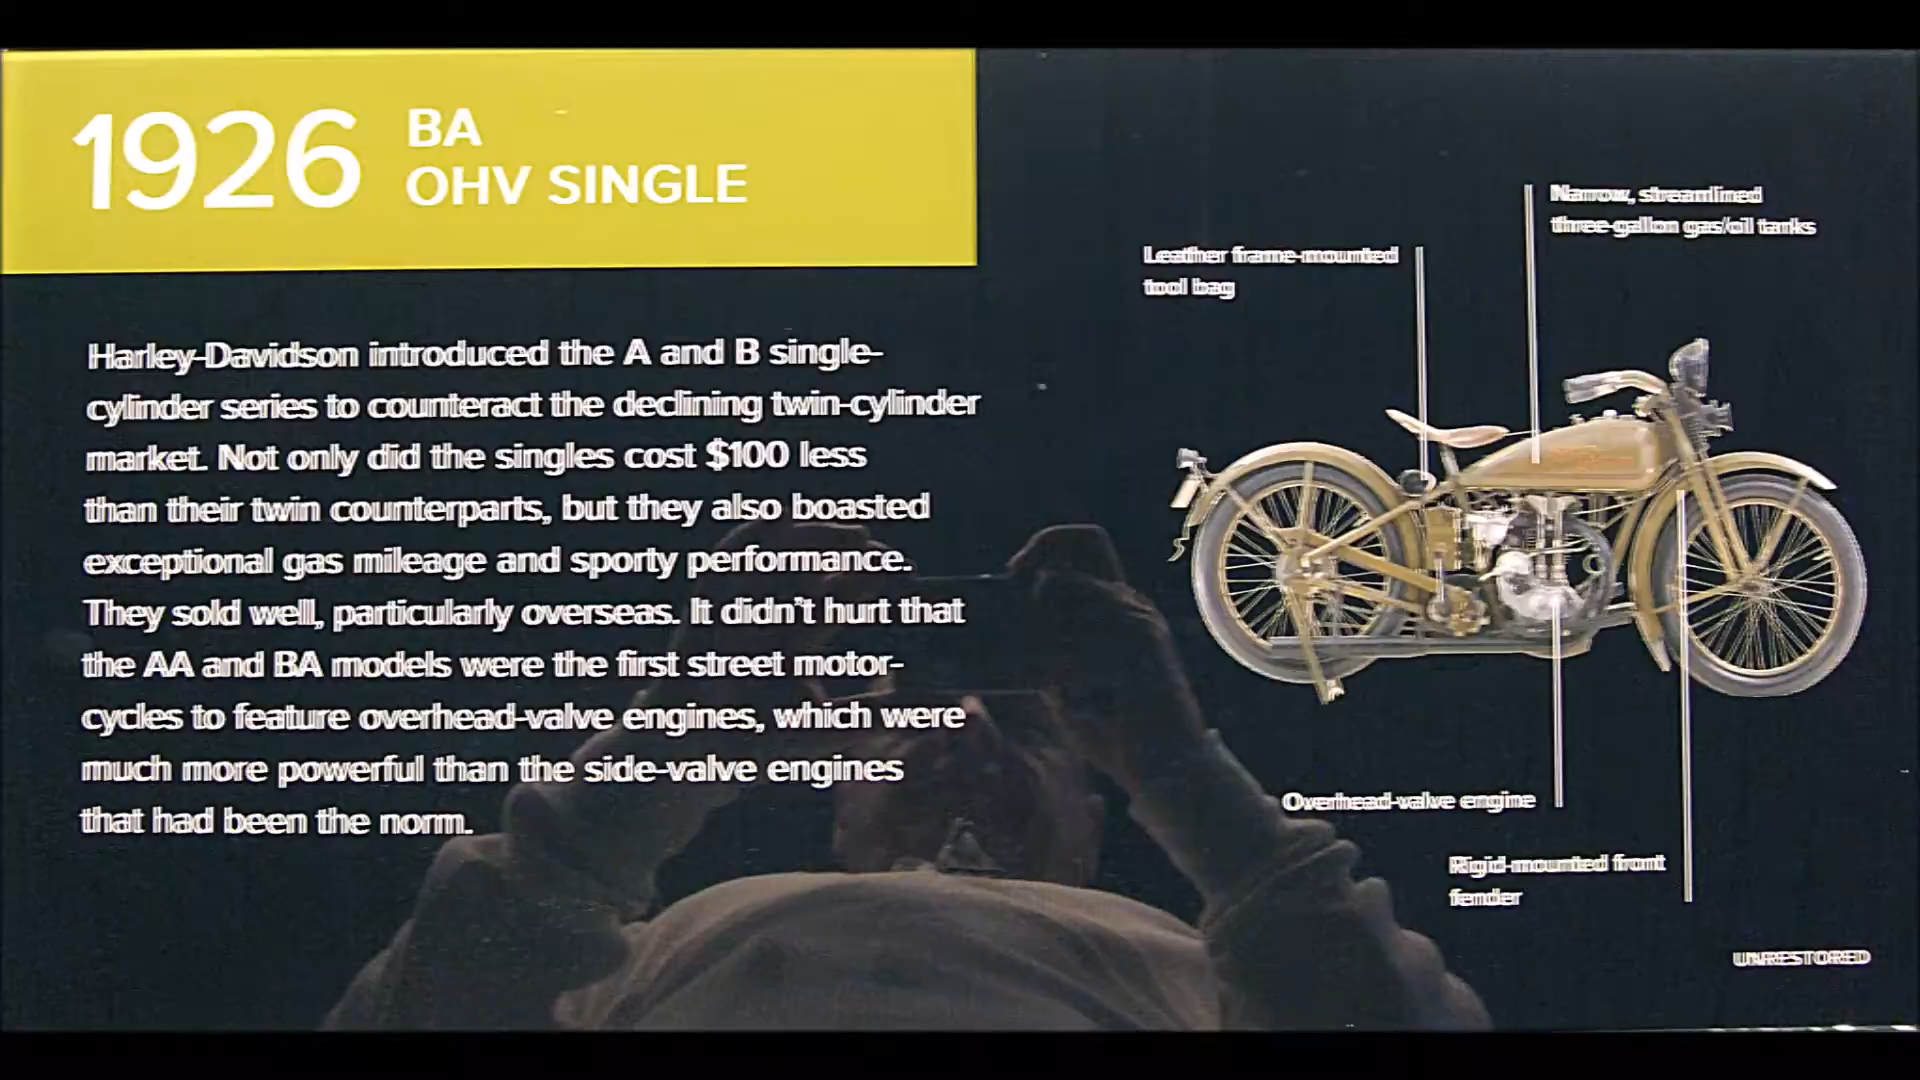 1926
BA
OHV SINGLE
Harley-Davidson introduced the A and B single-
cylinder series to counteract the declining twin-cylinder
market. Not only did the singles cost $100 less
than their twin counterparts, but they also boasted
exceptional gas mileage and sporty performance.
They sold well, particularly overseas. It didn't hurt that
the AA and BA models were the first street motor-
cycles to feature overhead-valve engines, which were
much more powerful than the side-valve engines
that had been the norm.
Leather frame-mounted
tool bag
Narrow, streamlined
three-gallon gas/oil tanks
Overhead-valve engine
Rigid-mounted front
fender
UNRESTORED